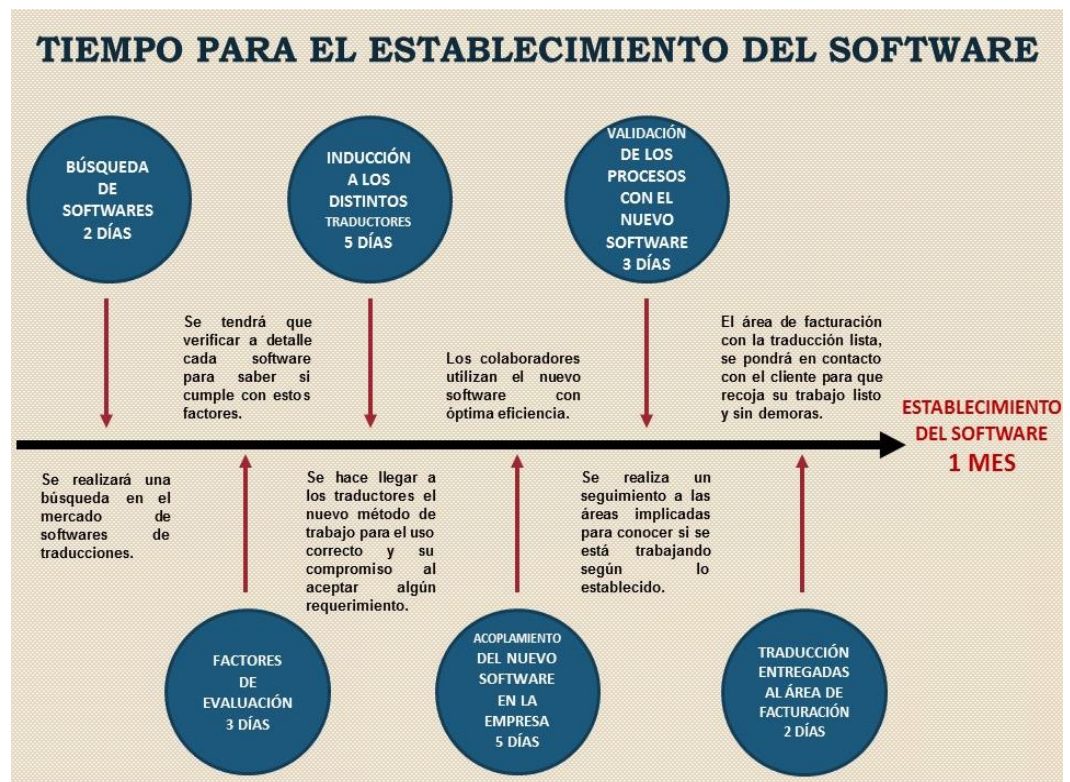 TIEMPO PARA EL ESTABLECIMIENTO DEL SOFTWARE
BÚSQUEDA
DE
SOFTWARES
2 DÍAS
INDUCCIÓN
A LOS
DISTINTOS
TRADUCTORES
5 DÍAS
VALIDACIÓN
DE LOS
PROCESOS
CON EL
NUEVO
SOFTWARE
3 DÍAS
Se tendrá que
verificar a detalle
cada software
para saber si
cumple con estos
factores.
Los colaboradores
utilizan el nuevo
software con
óptima eficiencia.
El área de facturación
con la traducción lista,
se pondrá en contacto
con el cliente para que
recoja su trabajo listo
y sin demoras.
ESTABLECIMIENTO
DEL SOFTWARE
1 MES
Se realizará una
búsqueda en el
mercado de
softwares de
traducciones.
Se hace llegar a
los traductores el
nuevo método de
trabajo para el uso
correcto y su
compromiso al
aceptar algún
requerimiento.
Se realiza un
seguimiento a las
áreas implicadas
para conocer si se
está trabajando
según lo
establecido.
FACTORES
DE
EVALUACIÓN
3 DÍAS
ACOPLAMIENTO
DEL NUEVO
SOFTWARE
EN LA
EMPRESA
5 DÍAS
TRADUCCIÓN
ENTREGADAS
AL ÁREA DE
FACTURACIÓN
2 DÍAS